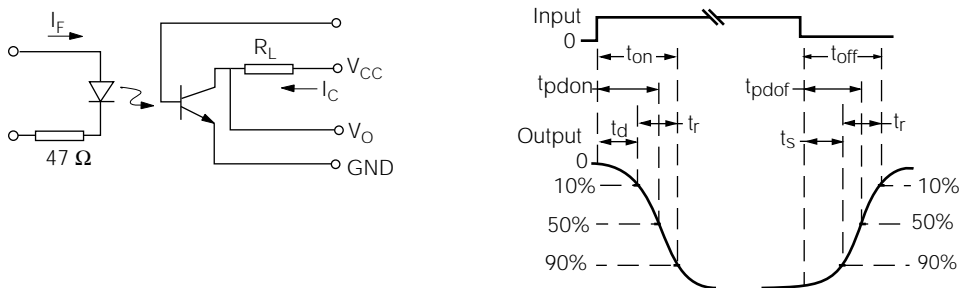 I_F
R_L
V_CC
I_C
V_O
47 Ω
GND
Input
0
t_on
t_off
t_pdon
t_pdof
Output
t_d
t_r
t_s
t_r
0
10%
10%
50%
50%
90%
90%